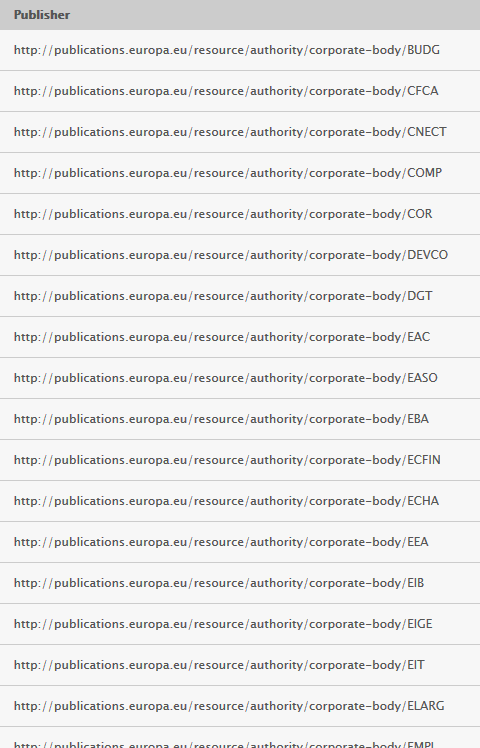 Publisher
http://publications.europa.eu/resource/authority/corporate-body/BUDG
http://publications.europa.eu/resource/authority/corporate-body/CFCA
http://publications.europa.eu/resource/authority/corporate-body/CNECT
http://publications.europa.eu/resource/authority/corporate-body/COMP
http://publications.europa.eu/resource/authority/corporate-body/COR
http://publications.europa.eu/resource/authority/corporate-body/DEVCO
http://publications.europa.eu/resource/authority/corporate-body/DGT
http://publications.europa.eu/resource/authority/corporate-body/EAC
http://publications.europa.eu/resource/authority/corporate-body/EASO
http://publications.europa.eu/resource/authority/corporate-body/EBA
http://publications.europa.eu/resource/authority/corporate-body/ECFIN
http://publications.europa.eu/resource/authority/corporate-body/ECHA
http://publications.europa.eu/resource/authority/corporate-body/EEA
http://publications.europa.eu/resource/authority/corporate-body/EIB
http://publications.europa.eu/resource/authority/corporate-body/EIGE
http://publications.europa.eu/resource/authority/corporate-body/EIT
http://publications.europa.eu/resource/authority/corporate-body/ELARG
http://publications.europa.eu/resource/authority/corporate-body/EMPL